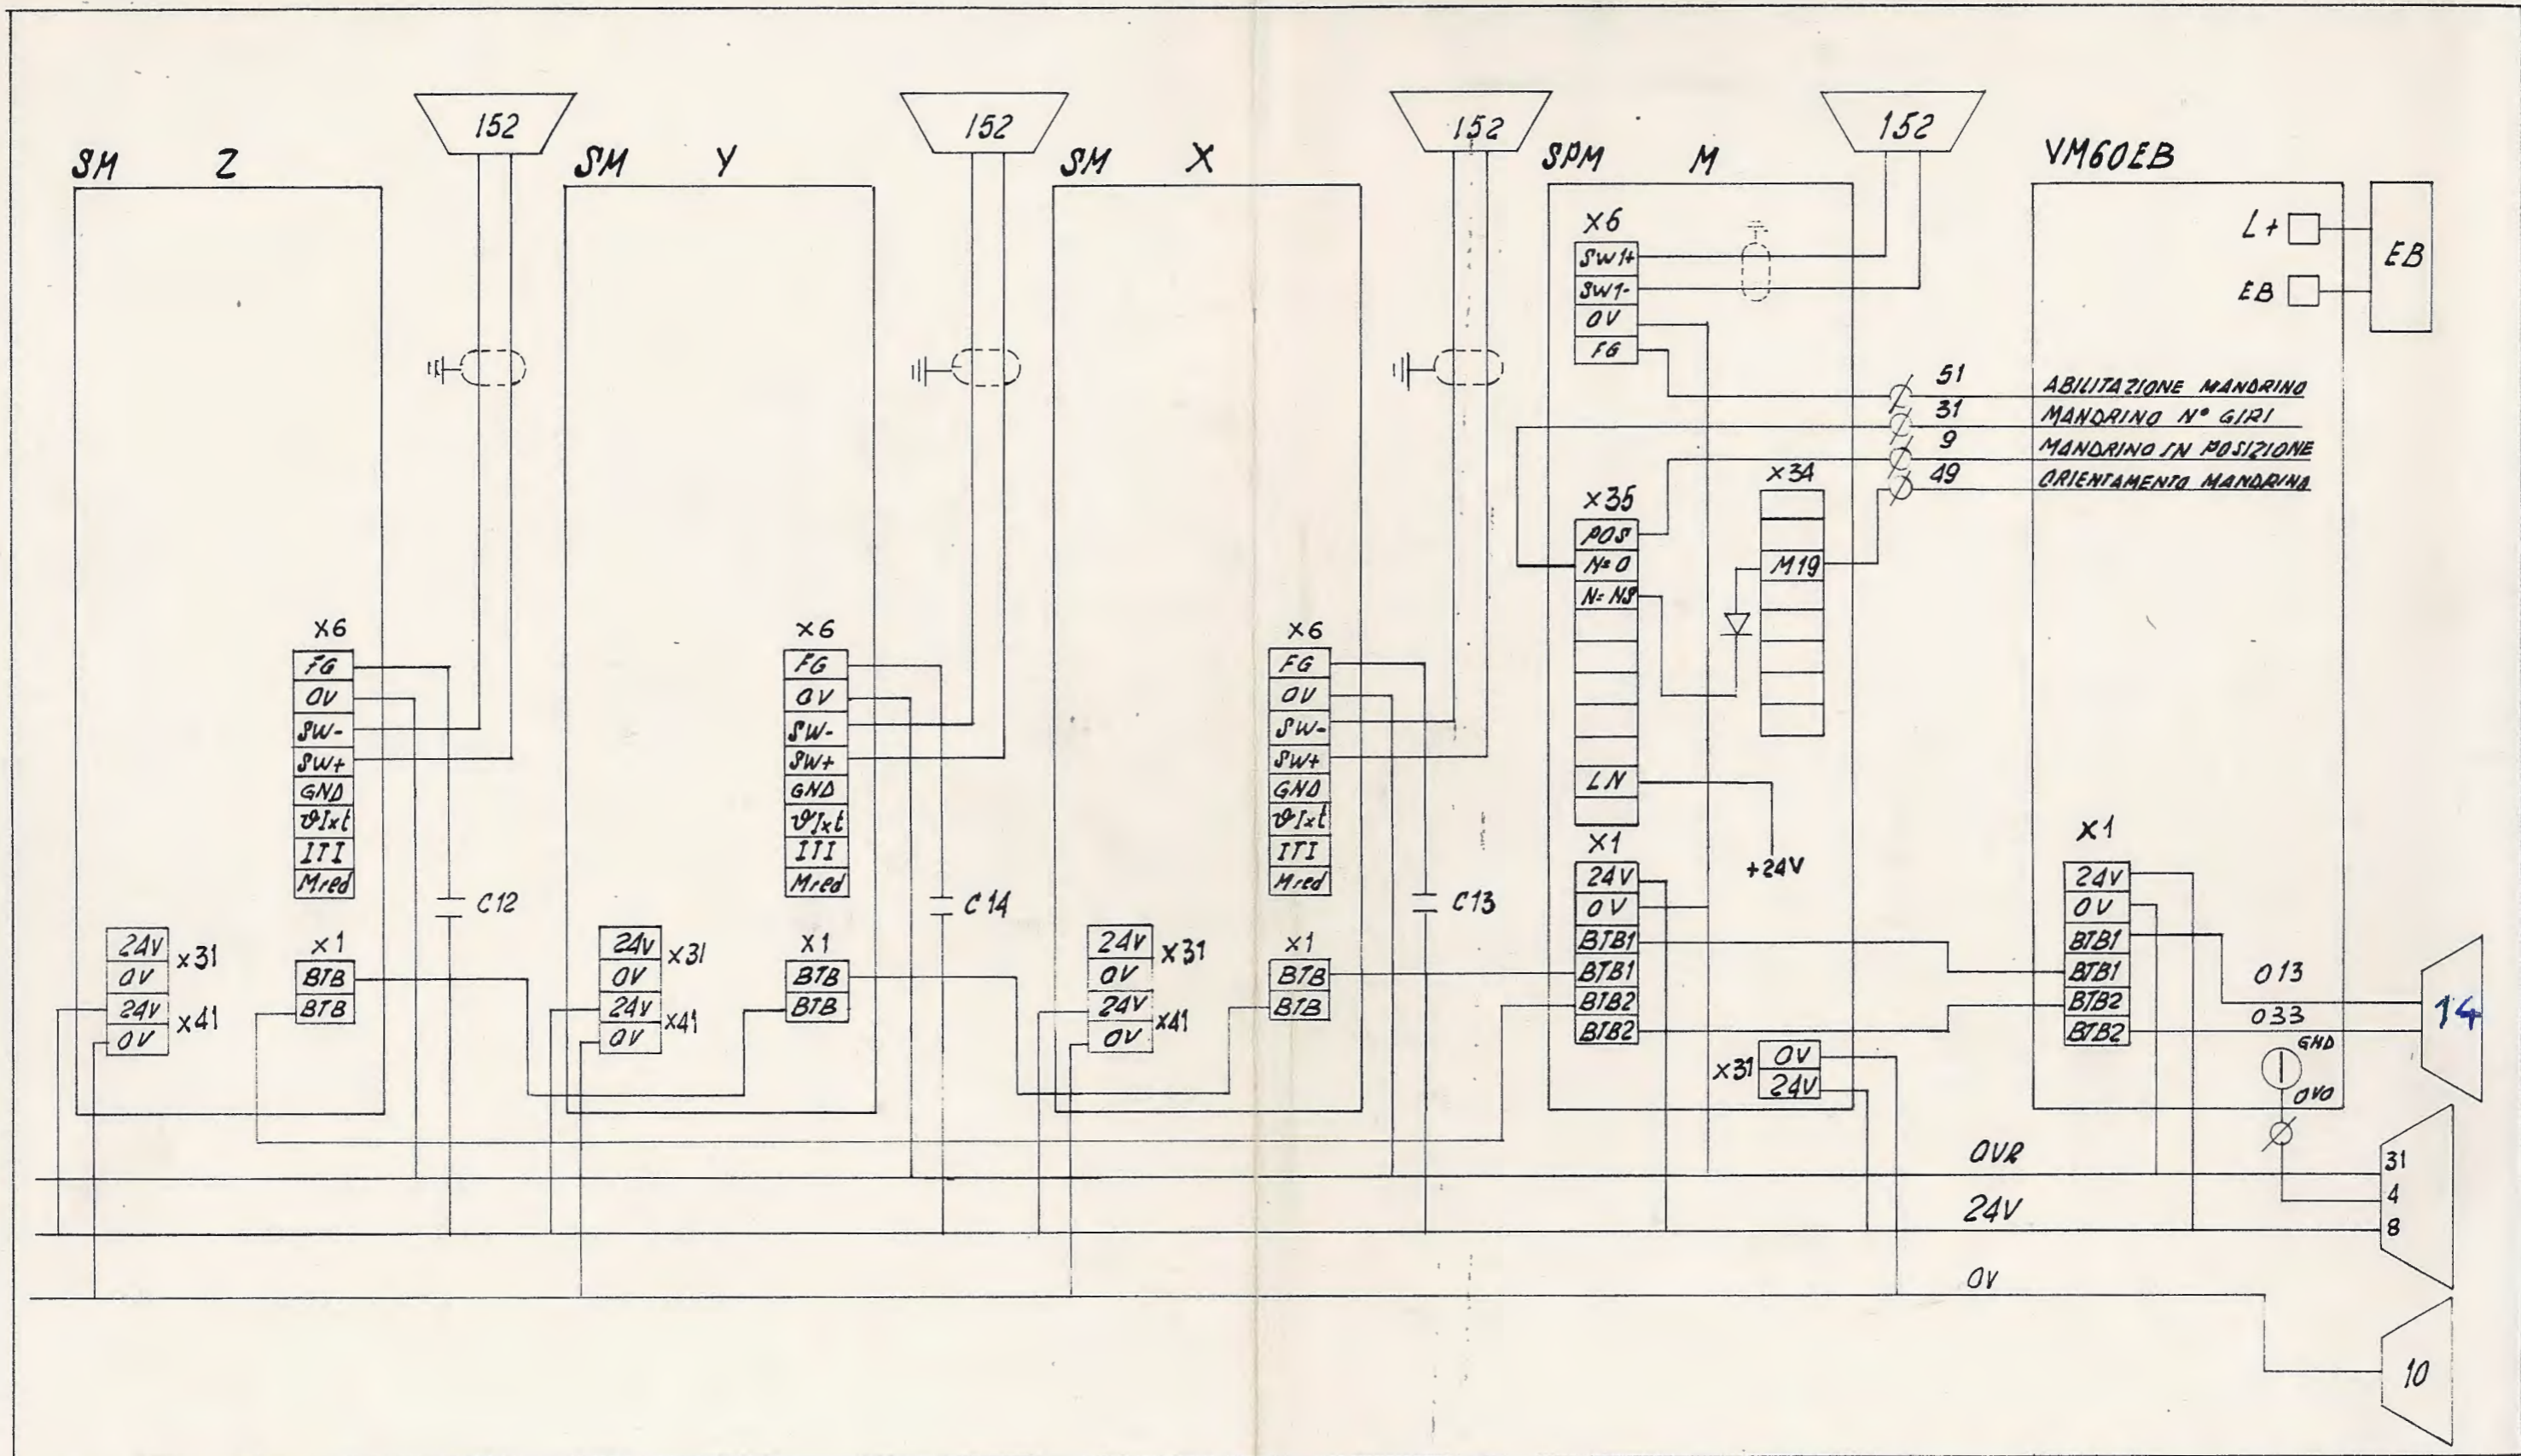 152
152
152
152
SM Z
SM Y
SM X
SPM M
VM60EB
X6
SW1+
SW1-
0V
FG
L+
EB
EB
51 ABILITAZIONE MANDRINO
31 MANDRINO N° GIRI
9 MANDRINO IN POSIZIONE
49 ORIENTAMENTO MANDRINO
X35
POS
N=0
N=NS
LN
+24V
X34
M19
X6
FG
0V
SW-
SW+
GND
ϑIxt
ITI
Mred
C12
X6
FG
0V
SW-
SW+
GND
ϑIxt
ITI
Mred
C14
X6
FG
0V
SW-
SW+
GND
ϑIxt
ITI
Mred
C13
24V
0V
X31
24V
0V
X41
X1
BTB
BTB
24V
0V
X31
24V
0V
X41
X1
BTB
BTB
24V
0V
X31
24V
0V
X41
X1
BTB
BTB
X1
24V
0V
BTB1
BTB1
BTB2
BTB2
X31
0V
24V
X1
24V
0V
BTB1
BTB1
BTB2
BTB2
013
033
14
GND
0V0
0VR
24V
31
4
8
0V
10